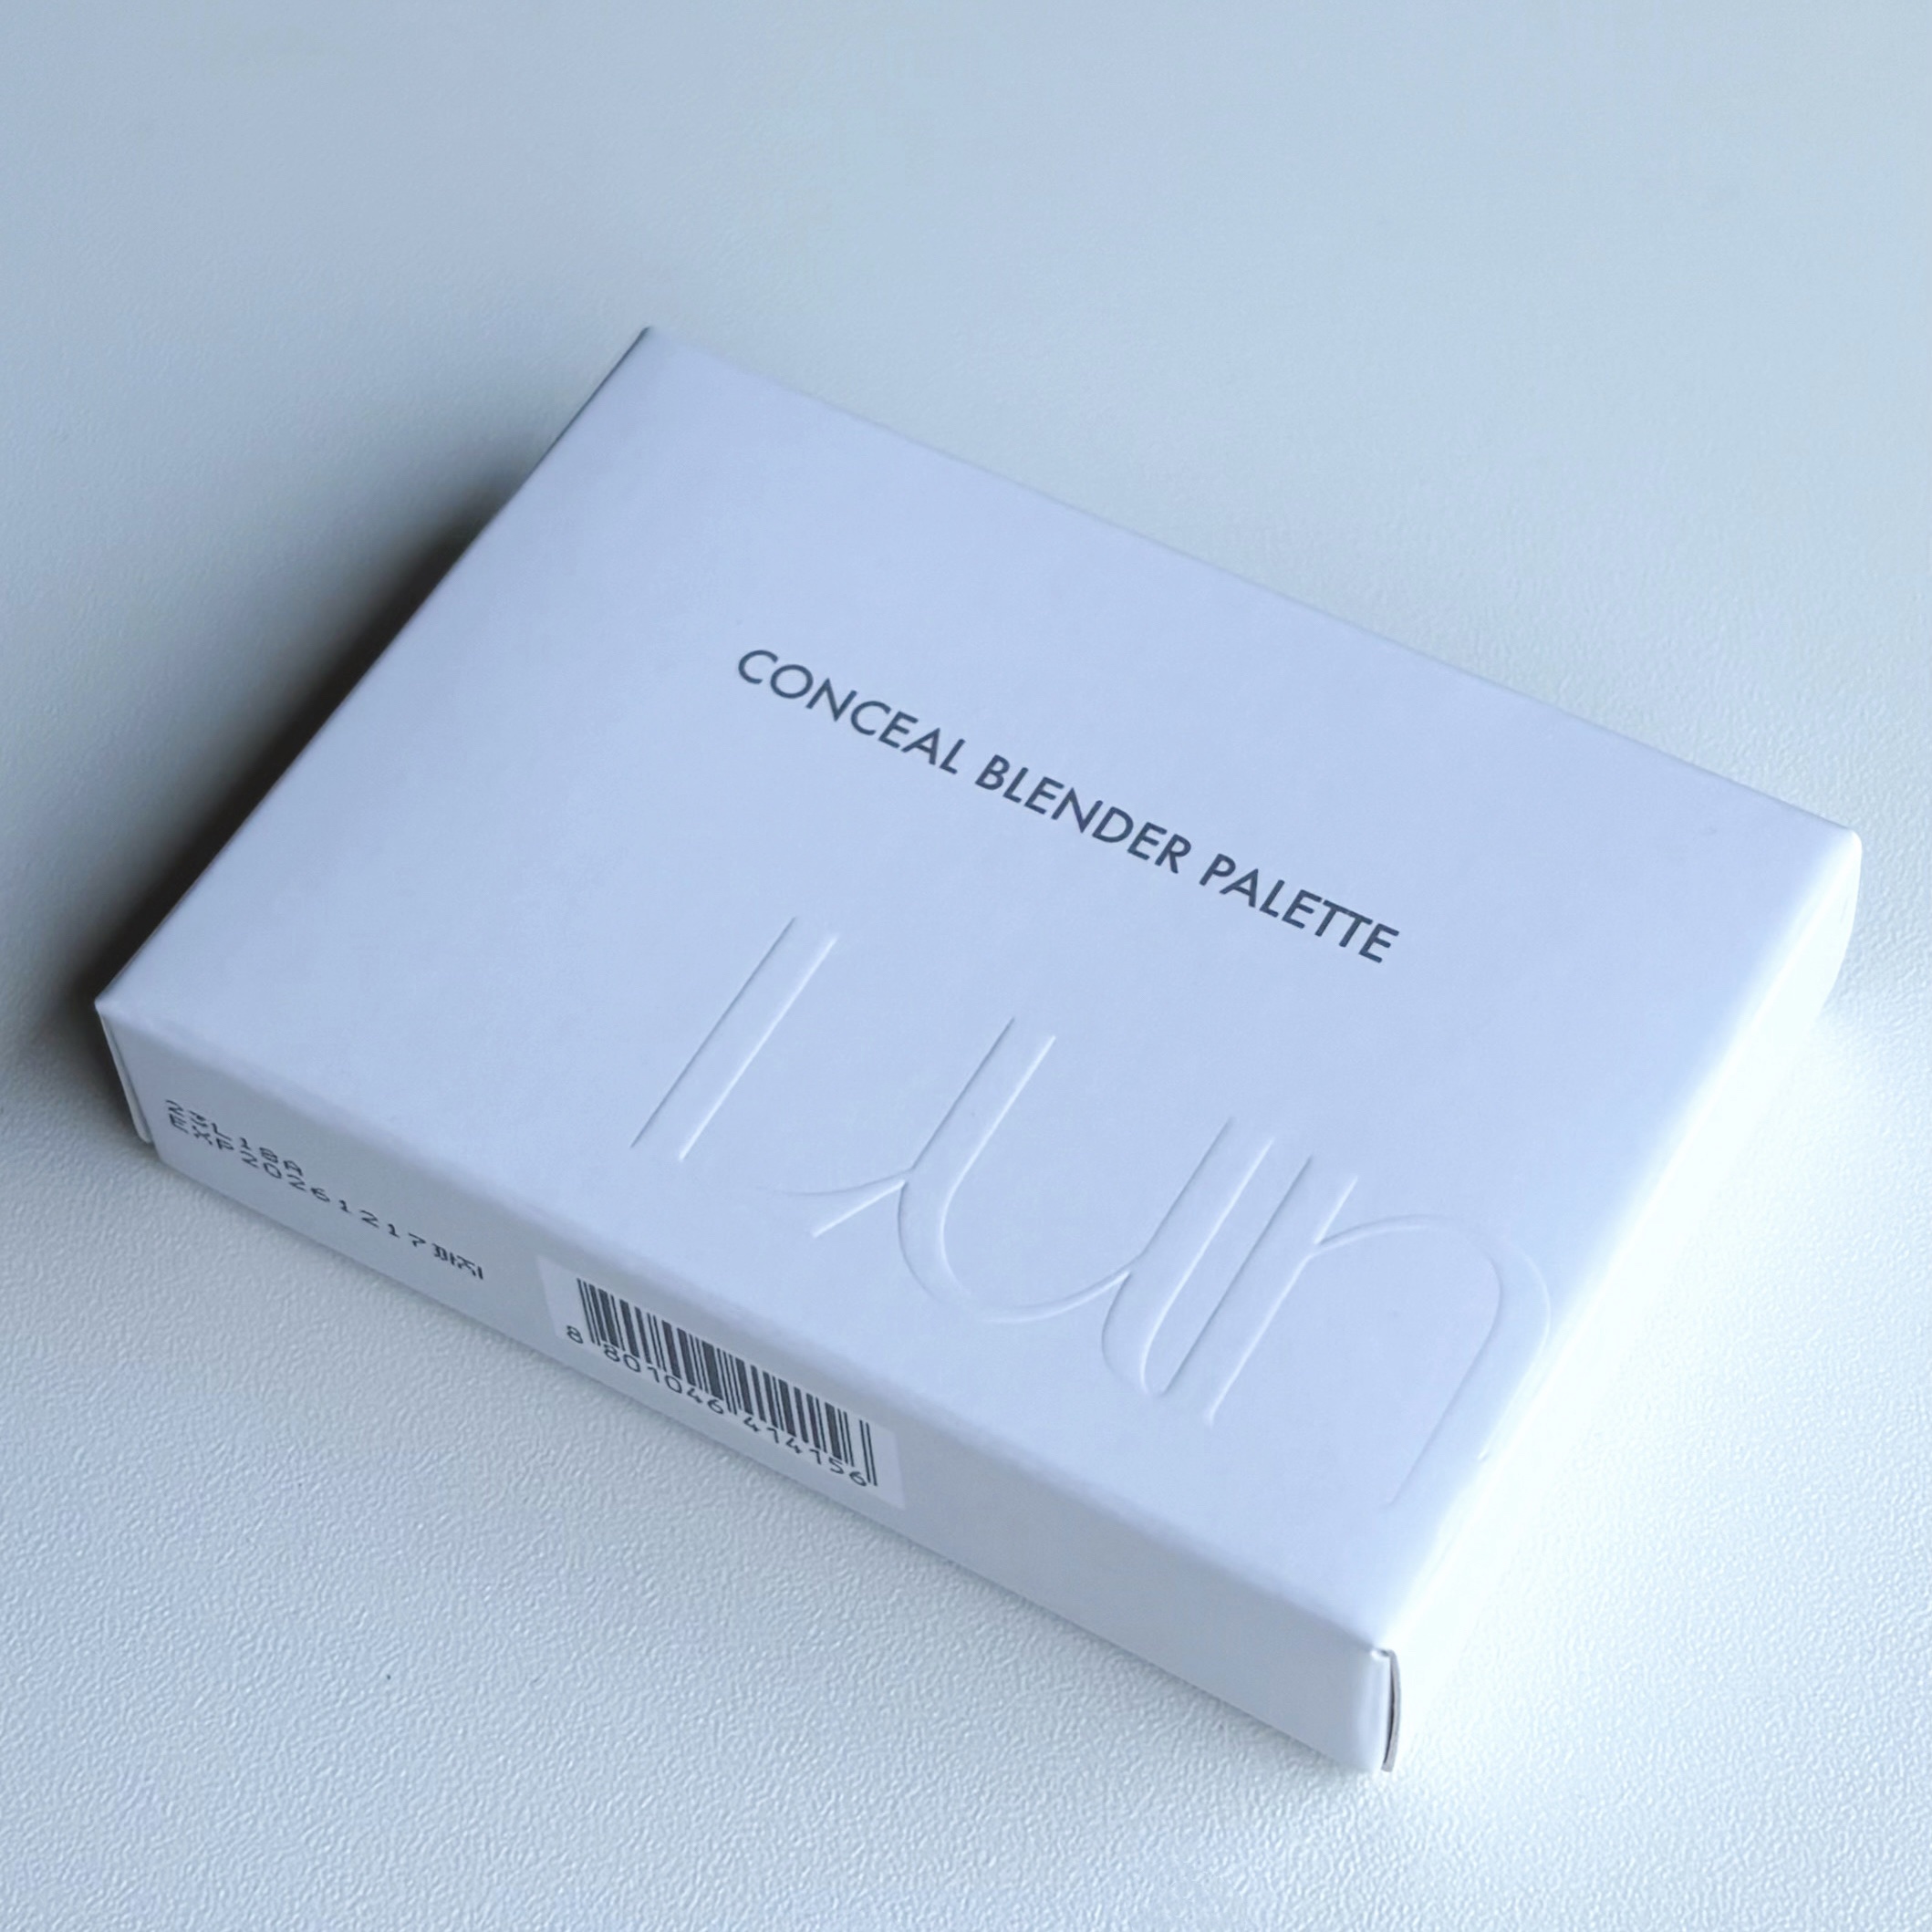 CONCEAL BLENDER PALETTE
luna
23L18A
EXP20261217까지
8 801046 414156